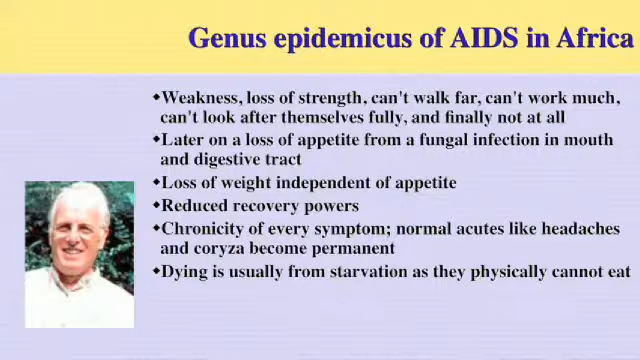 Genus epidemicus of AIDS in Africa
◆Weakness, loss of strength, can't walk far, can't work much,
can't look after themselves fully, and finally not at all
◆Later on a loss of appetite from a fungal infection in mouth
and digestive tract
◆Loss of weight independent of appetite
◆Reduced recovery powers
◆Chronicity of every symptom; normal acutes like headaches
and coryza become permanent
◆Dying is usually from starvation as they physically cannot eat